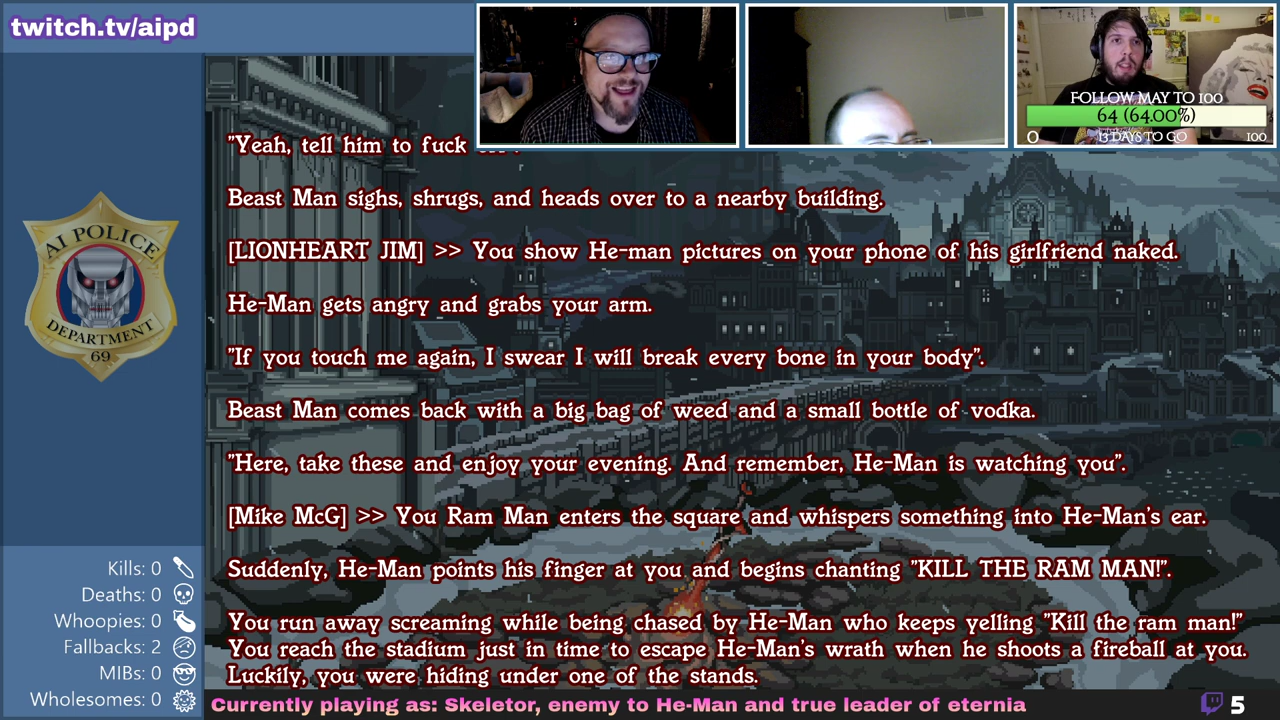 twitch.tv/aipd
FOLLOW MAY TO 100
64 (64.00%)
0 13 DAYS TO GO 100
AI POLICE
DEPARTMENT
69
"Yeah, tell him to fuck
Beast Man sighs, shrugs, and heads over to a nearby building.
[LIONHEART JIM] >> You show He-man pictures on your phone of his girlfriend naked.
He-Man gets angry and grabs your arm.
"If you touch me again, I swear I will break every bone in your body".
Beast Man comes back with a big bag of weed and a small bottle of vodka.
"Here, take these and enjoy your evening. And remember, He-Man is watching you".
[Mike McG] >> You Ram Man enters the square and whispers something into He-Man's ear.
Suddenly, He-Man points his finger at you and begins chanting "KILL THE RAM MAN!".
You run away screaming while being chased by He-Man who keeps yelling "Kill the ram man!"
You reach the stadium just in time to escape He-Man's wrath when he shoots a fireball at you.
Luckily, you were hiding under one of the stands.
Kills: 0
Deaths: 0
Whoopies: 0
Fallbacks: 2
MIBs: 0
Wholesomes: 0
Currently playing as: Skeletor, enemy to He-Man and true leader of eternia
5